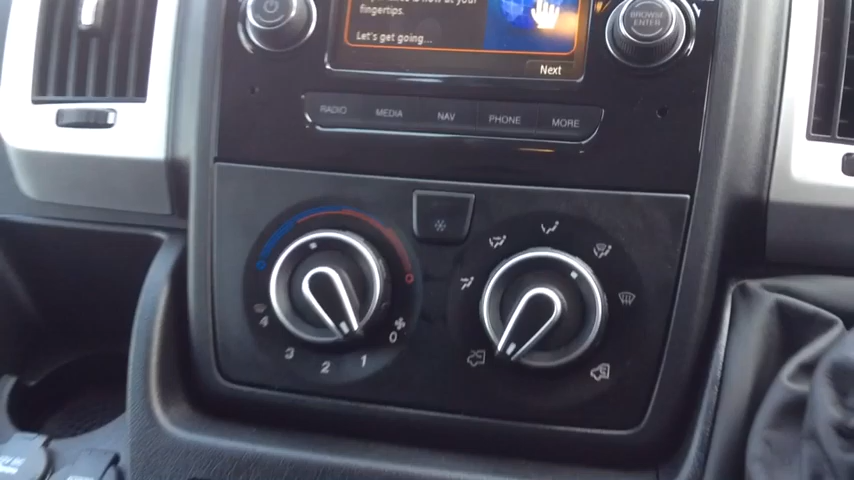 fingertips.
Let's get going...
Next
BROWSE
ENTER
RADIO
MEDIA
NAV
PHONE
MORE
4
3
2
1
0